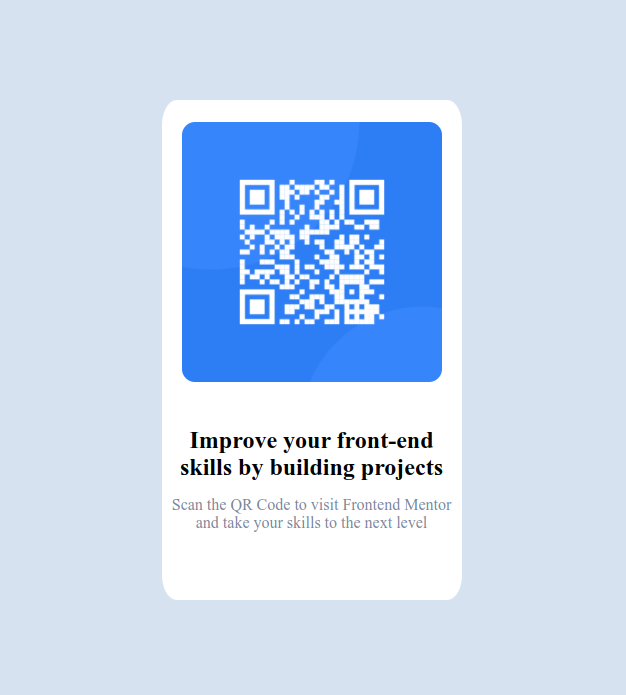 Improve your front-end
skills by building projects
Scan the QR Code to visit Frontend Mentor
and take your skills to the next level